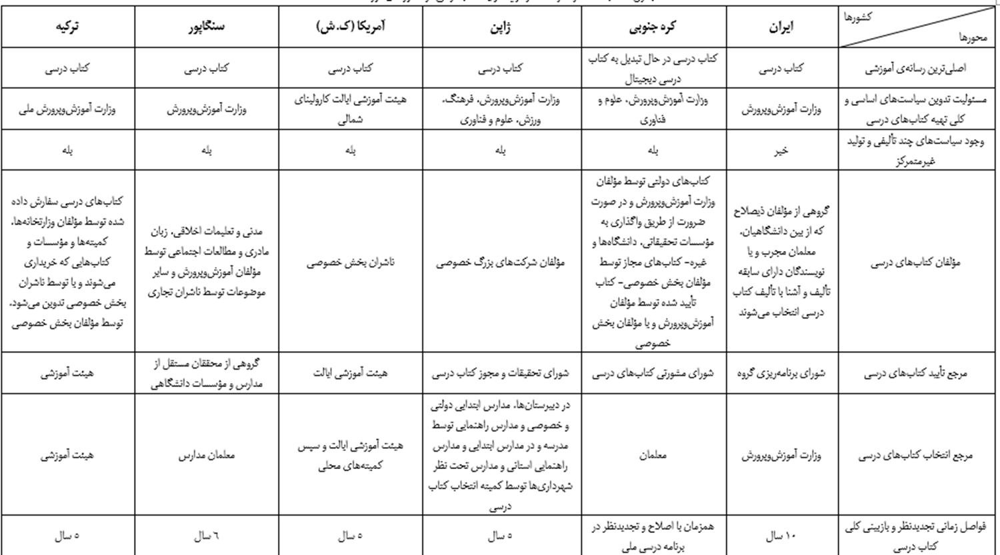 کشورها
محورها
ایران
کره جنوبی
ژاپن
آمریکا (ک.ش)
سنگاپور
ترکیه
اصلی‌ترین رسانه‌ی آموزشی
کتاب درسی
کتاب درسی در حال تبدیل به کتاب
درسی دیجیتال
کتاب درسی
کتاب درسی
کتاب درسی
کتاب درسی
مسئولیت تدوین سیاست‌های اساسی و
کلی تهیه کتاب‌های درسی
وزارت آموزش‌وپرورش
وزارت آموزش‌وپرورش، علوم و
فناوری
وزارت آموزش‌وپرورش، فرهنگ،
ورزش، علوم و فناوری
هیئت آموزشی ایالت کارولینای
شمالی
وزارت آموزش‌وپرورش
وزارت آموزش‌وپرورش ملی
وجود سیاست‌های چند تألیفی و تولید
غیرمتمرکز
خیر
بله
بله
بله
بله
بله
مؤلفان کتاب‌های درسی
گروهی از مؤلفان ذیصلاح
که از بین دانشگاهیان،
معلمان مجرب و یا
نویسندگان دارای سابقه
تألیف و آشنا با تألیف کتاب
درسی انتخاب می‌شوند
کتاب‌های دولتی توسط مؤلفان
وزارت آموزش‌وپرورش و در صورت
ضرورت از طریق واگذاری به
مؤسسات تحقیقاتی، دانشگاه‌ها و
غیره- کتاب‌های مجاز توسط
مؤلفان بخش خصوصی- کتاب
تأیید شده توسط مؤلفان
آموزش‌وپرورش و یا مؤلفان بخش
خصوصی
مؤلفان شرکت‌های بزرگ خصوصی
ناشران بخش خصوصی
مدنی و تعلیمات اخلاقی، زبان
مادری و مطالعات اجتماعی توسط
مؤلفان آموزش‌وپرورش و سایر
موضوعات توسط ناشران تجاری
کتاب‌های درسی سفارش داده
شده توسط مؤلفان وزارتخانه‌ها،
کمیته‌ها و مؤسسات و
کتاب‌هایی که خریداری
می‌شوند و یا توسط ناشران
بخش خصوصی تدوین می‌شود،
توسط مؤلفان بخش خصوصی
مرجع تأیید کتاب‌های درسی
شورای برنامه‌ریزی گروه
شورای مشورتی کتاب‌های درسی
شورای تحقیقات و مجوز کتاب درسی
هیئت آموزشی ایالت
گروهی از محققان مستقل از
مدارس و مؤسسات دانشگاهی
هیئت آموزشی
مرجع انتخاب کتاب‌های درسی
وزارت آموزش‌وپرورش
معلمان
در دبیرستان‌ها، مدارس ابتدایی دولتی
و خصوصی و مدارس راهنمایی توسط
مدرسه و در مدارس ابتدایی و مدارس
راهنمایی استانی و مدارس تحت نظر
شهرداری‌ها توسط کمیته انتخاب کتاب
درسی
هیئت آموزشی ایالت و سپس
کمیته‌های محلی
معلمان مدارس
هیئت آموزشی
فواصل زمانی تجدیدنظر و بازبینی کلی
کتاب درسی
۱۰ سال
همزمان با اصلاح و تجدیدنظر در
برنامه درسی ملی
۵ سال
۵ سال
۶ سال
۵ سال